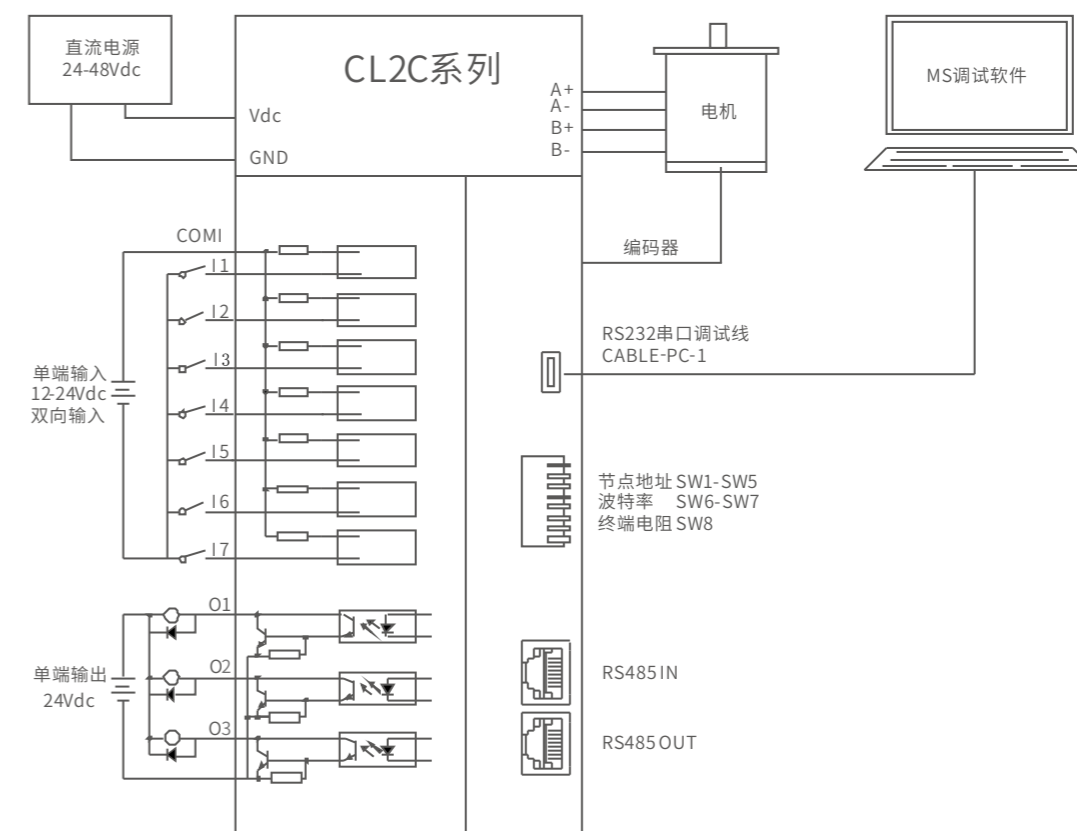 直流电源
24-48Vdc
CL2C系列
MS调试软件
Vdc
GND
A+
A-
B+
B-
电机
编码器
COMI
I1
I2
I3
I4
I5
I6
I7
单端输入
12-24Vdc
双向输入
RS232串口调试线
CABLE-PC-1
节点地址 SW1-SW5
波特率 SW6-SW7
终端电阻 SW8
O1
O2
O3
单端输出
24Vdc
RS485 IN
RS485 OUT